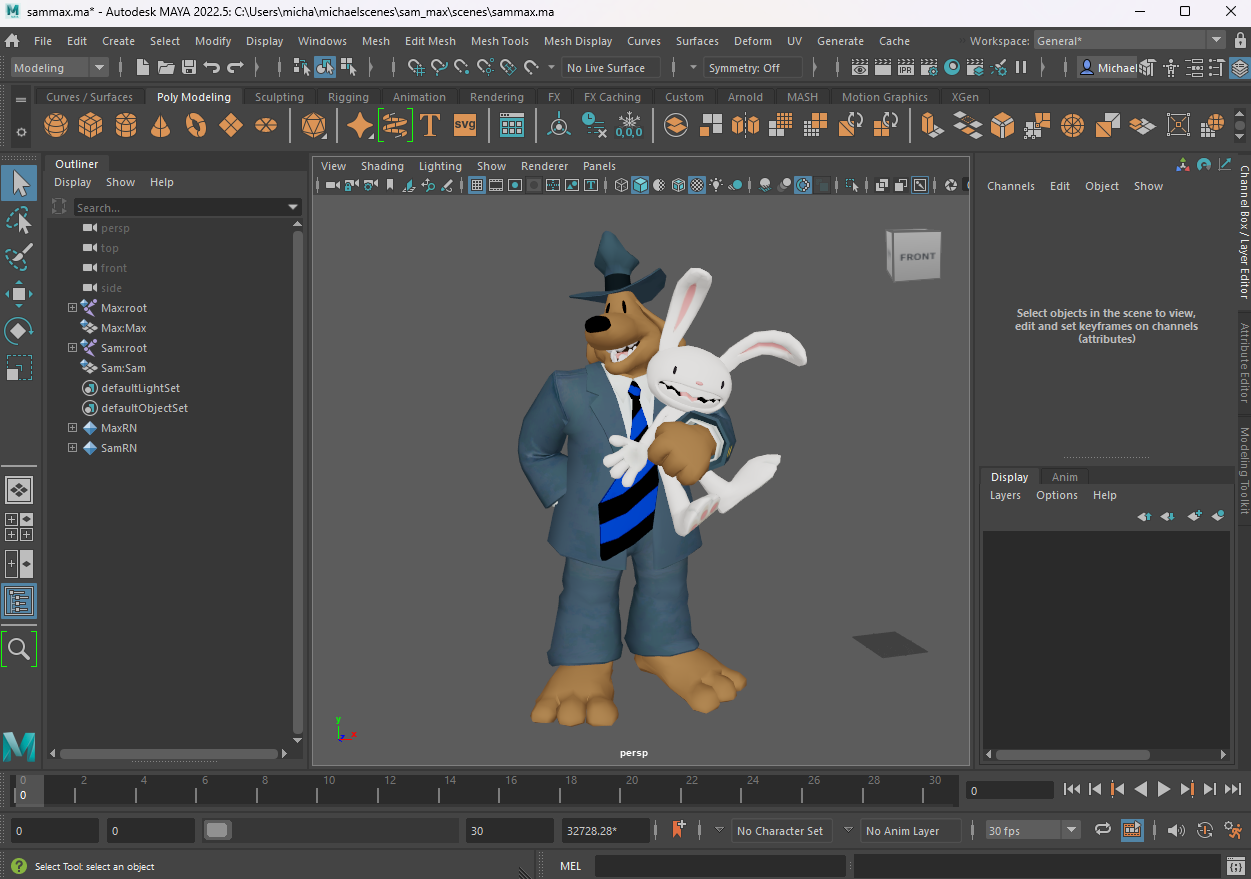 sammax.ma* - Autodesk MAYA 2022.5: C:\Users\micha\michaelscenes\sam_max\scenes\sammax.ma
File Edit Create Select Modify Display Windows Mesh Edit Mesh Mesh Tools Mesh Display Curves Surfaces Deform UV Generate Cache Workspace: General*
Modeling No Live Surface Symmetry: Off IPR Michael
Curves / Surfaces Poly Modeling Sculpting Rigging Animation Rendering FX FX Caching Custom Arnold MASH Motion Graphics XGen
T SVG 0,0,0
Outliner
Display Show Help
Search...
persp
top
front
side
Max:root
Max:Max
Sam:root
Sam:Sam
defaultLightSet
defaultObjectSet
MaxRN
SamRN
View Shading Lighting Show Renderer Panels
FRONT
y
x
persp
Channels Edit Object Show
Select objects in the scene to view,
edit and set keyframes on channels
(attributes)
Channel Box / Layer Editor
Attribute Editor
Modeling Toolkit
Display Anim
Layers Options Help
M
0 2 4 6 8 10 12 14 16 18 20 22 24 26 28 30
0 0
0 0 30 32728.28* No Character Set No Anim Layer 30 fps
Select Tool: select an object MEL